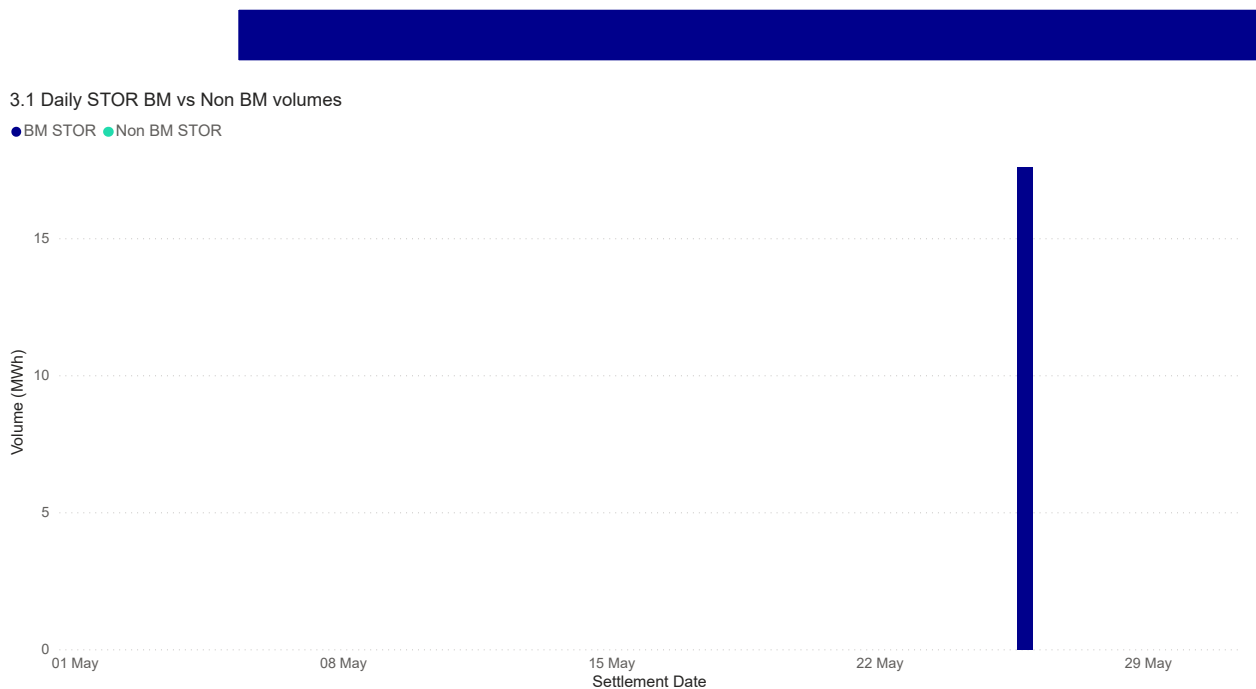 3.1 Daily STOR BM vs Non BM volumes
BM STOR Non BM STOR
15
10
5
0
Volume (MWh)
01 May 08 May 15 May 22 May 29 May
Settlement Date